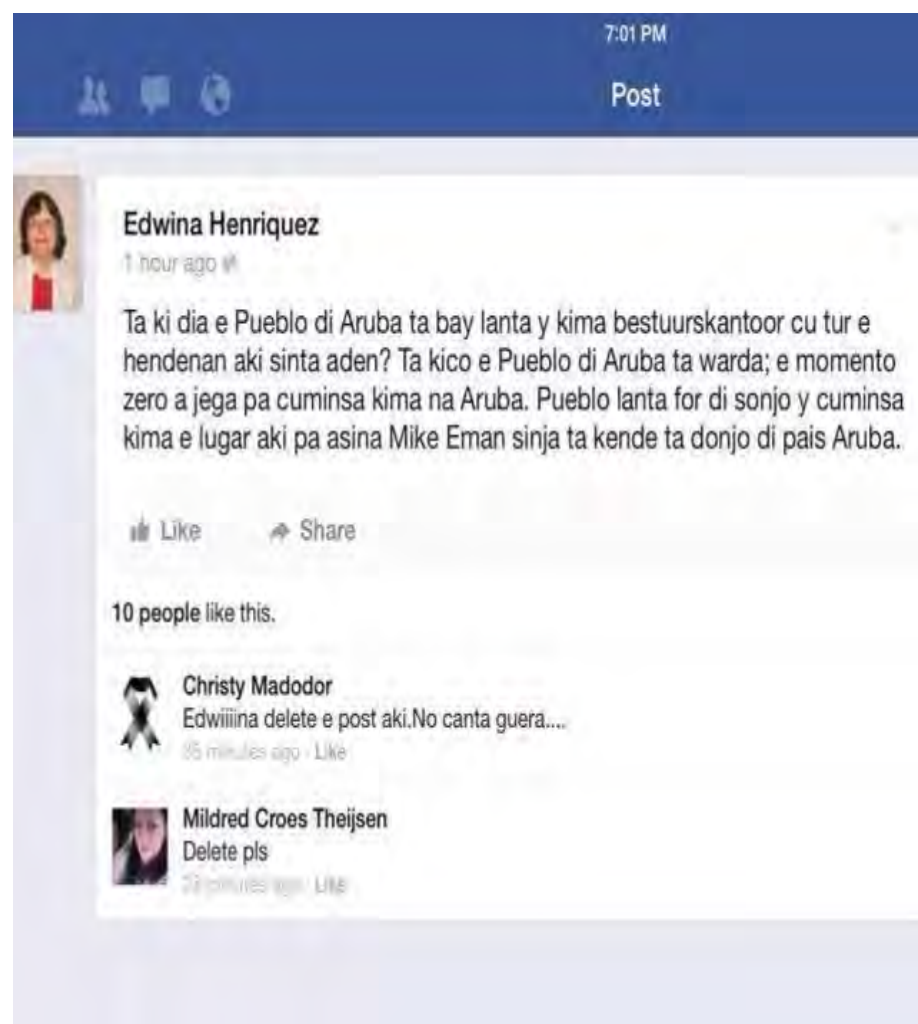 7:01 PM
Post
Edwina Henriquez
1 hour ago
Ta ki dia e Pueblo di Aruba ta bay lanta y kima bestuurskantoor cu tur e
hendenan aki sinta aden? Ta kico e Pueblo di Aruba ta warda; e momento
zero a jega pa cuminsa kima na Aruba. Pueblo lanta for di sonjo y cuminsa
kima e lugar aki pa asina Mike Eman sinja ta kende ta donjo di pais Aruba.
Like Share
10 people like this.
Christy Madodor
Edwiiiina delete e post aki.No canta guera....
minutes ago · Like
Mildred Croes Theijsen
Delete pls
minutes ago · Like